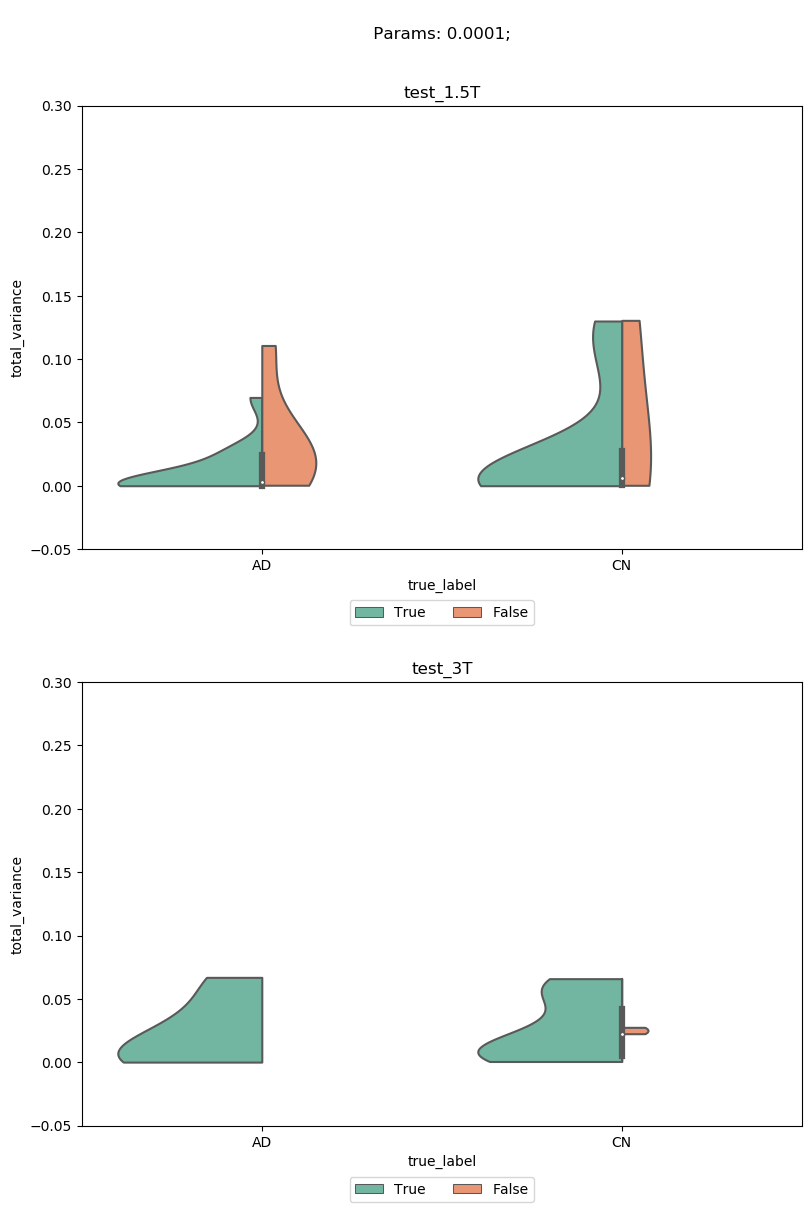 Params: 0.0001;
test_1.5T
0.30
0.25
0.20
0.15
0.10
0.05
0.00
−0.05
total_variance
AD CN
true_label
True False
test_3T
0.30
0.25
0.20
0.15
0.10
0.05
0.00
−0.05
total_variance
AD CN
true_label
True False